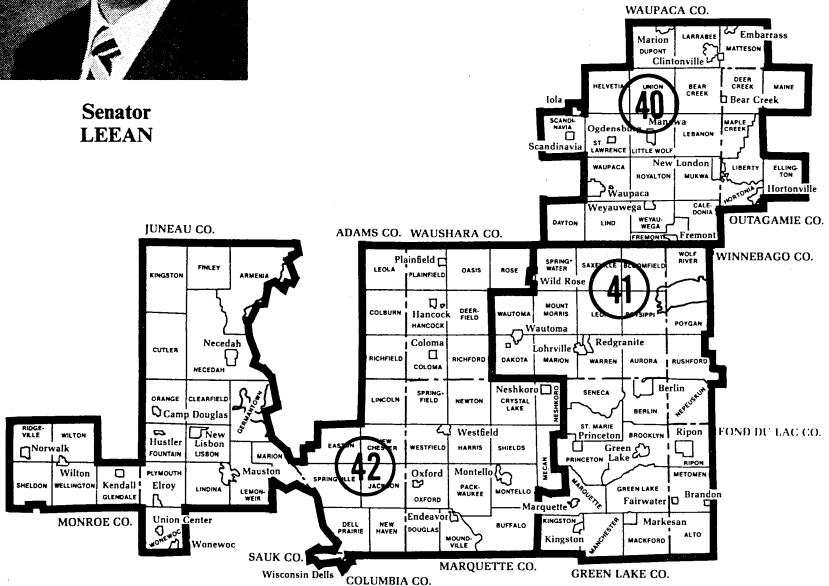 Senator
LEEAN
WAUPACA CO.
Marion
LARRABEE
Embarrass
DUPONT
MATTESON
Clintonville
HELVETIA
UNION
BEAR
CREEK
DEER
CREEK
MAINE
40
Bear Creek
Iola
SCANDI-
NAVIA
Ogdensburg
Manawa
LEBANON
MAPLE
CREEK
Scandinavia
ST.
LAWRENCE
LITTLE WOLF
WAUPACA
New London
LIBERTY
ELLING-
TON
ROYALTON
MUKWA
Waupaca
HORTONIA
Hortonville
Weyauwega
CALE-
DONIA
DAYTON
LIND
WEYAU-
WEGA
OUTAGAMIE CO.
FREMONT
Fremont
JUNEAU CO.
ADAMS CO.
WAUSHARA CO.
WINNEBAGO CO.
KINGSTON
FINLEY
ARMENIA
LEOLA
Plainfield
PLAINFIELD
OASIS
ROSE
SPRING-
WATER
SAXEVILLE
BLOOMFIELD
WOLF
RIVER
Wild Rose
41
COLBURN
Hancock
HANCOCK
DEER-
FIELD
WAUTOMA
MOUNT
MORRIS
LEON
POYSIPPI
POYGAN
CUTLER
Necedah
NECEDAH
Wautoma
Redgranite
RICHFIELD
Coloma
COLOMA
RICHFORD
DAKOTA
Lohrville
MARION
WARREN
AURORA
RUSHFORD
ORANGE
CLEARFIELD
GERMANTOWN
LINCOLN
SPRING-
FIELD
NEWTON
Neshkoro
CRYSTAL
LAKE
NESHKORO
SENECA
Berlin
BERLIN
NEPEUSKUN
Camp Douglas
RIDGE-
VILLE
WILTON
Hustler
FOUNTAIN
New
Lisbon
LISBON
EASTON
NEW
CHESTER
WESTFIELD
Westfield
HARRIS
SHIELDS
MECAN
ST. MARIE
Princeton
PRINCETON
BROOKLYN
Green
Lake
Ripon
RIPON
FOND DU LAC CO.
Norwalk
MARION
42
SHELDON
Wilton
WELLINGTON
Kendall
GLENDALE
PLYMOUTH
Elroy
LINDINA
Mauston
LEMON-
WEIR
SPRINGVILLE
JACKSON
Oxford
OXFORD
PACK-
WAUKEE
Montello
MONTELLO
MARQUETTE
GREEN LAKE
METOMEN
Fairwater
Brandon
MONROE CO.
Union Center
WONEWOC
Wonewoc
DELL
PRAIRIE
NEW
HAVEN
Endeavor
DOUGLAS
MOUND-
VILLE
BUFFALO
Marquette
KINGSTON
Kingston
MANCHESTER
Markesan
MACKFORD
ALTO
SAUK CO.
Wisconsin Dells
COLUMBIA CO.
MARQUETTE CO.
GREEN LAKE CO.